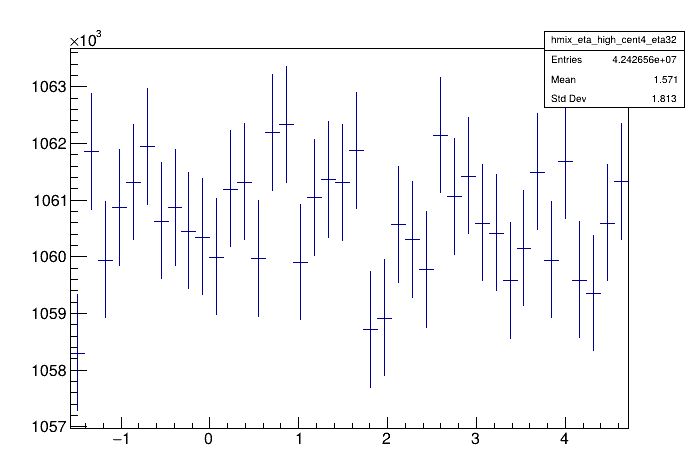 ×10³
hmix_eta_high_cent4_eta32
Entries 4.242656e+07
Mean 1.571
Std Dev 1.813
1063
1062
1061
1060
1059
1058
1057
−1 0 1 2 3 4